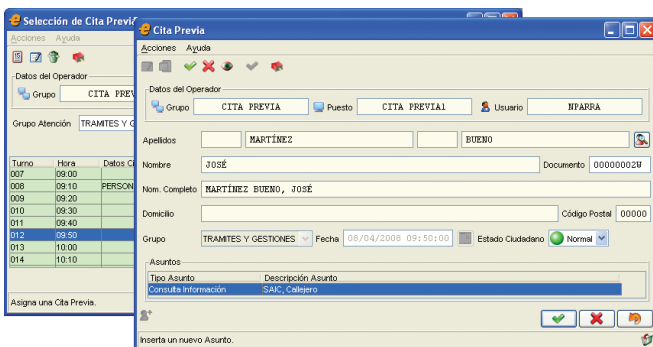 Selección de Cita Previa
Acciones Ayuda
Datos del Operador
Grupo CITA PREV
Grupo Atención TRAMITES Y G
Turno Hora Datos Ci
007 09:00
008 09:10 PERSON
009 09:20
010 09:30
011 09:40
012 09:50
013 10:00
014 10:10
Asigna una Cita Previa.
Cita Previa
Acciones Ayuda
Datos del Operador
Grupo CITA PREVIA Puesto CITA PREVIA1 Usuario NPARRA
Apellidos MARTÍNEZ BUENO
Nombre JOSÉ Documento 00000002W
Nom. Completo MARTÍNEZ BUENO, JOSÉ
Domicilio Código Postal 00000
Grupo TRAMITES Y GESTIONES Fecha 08/04/2008 09:50:00 Estado Ciudadano Normal
Asuntos
Tipo Asunto Descripción Asunto
Consulta Información SAIC, Callejero
Inserta un nuevo Asunto.